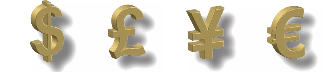 $ £ ¥ €